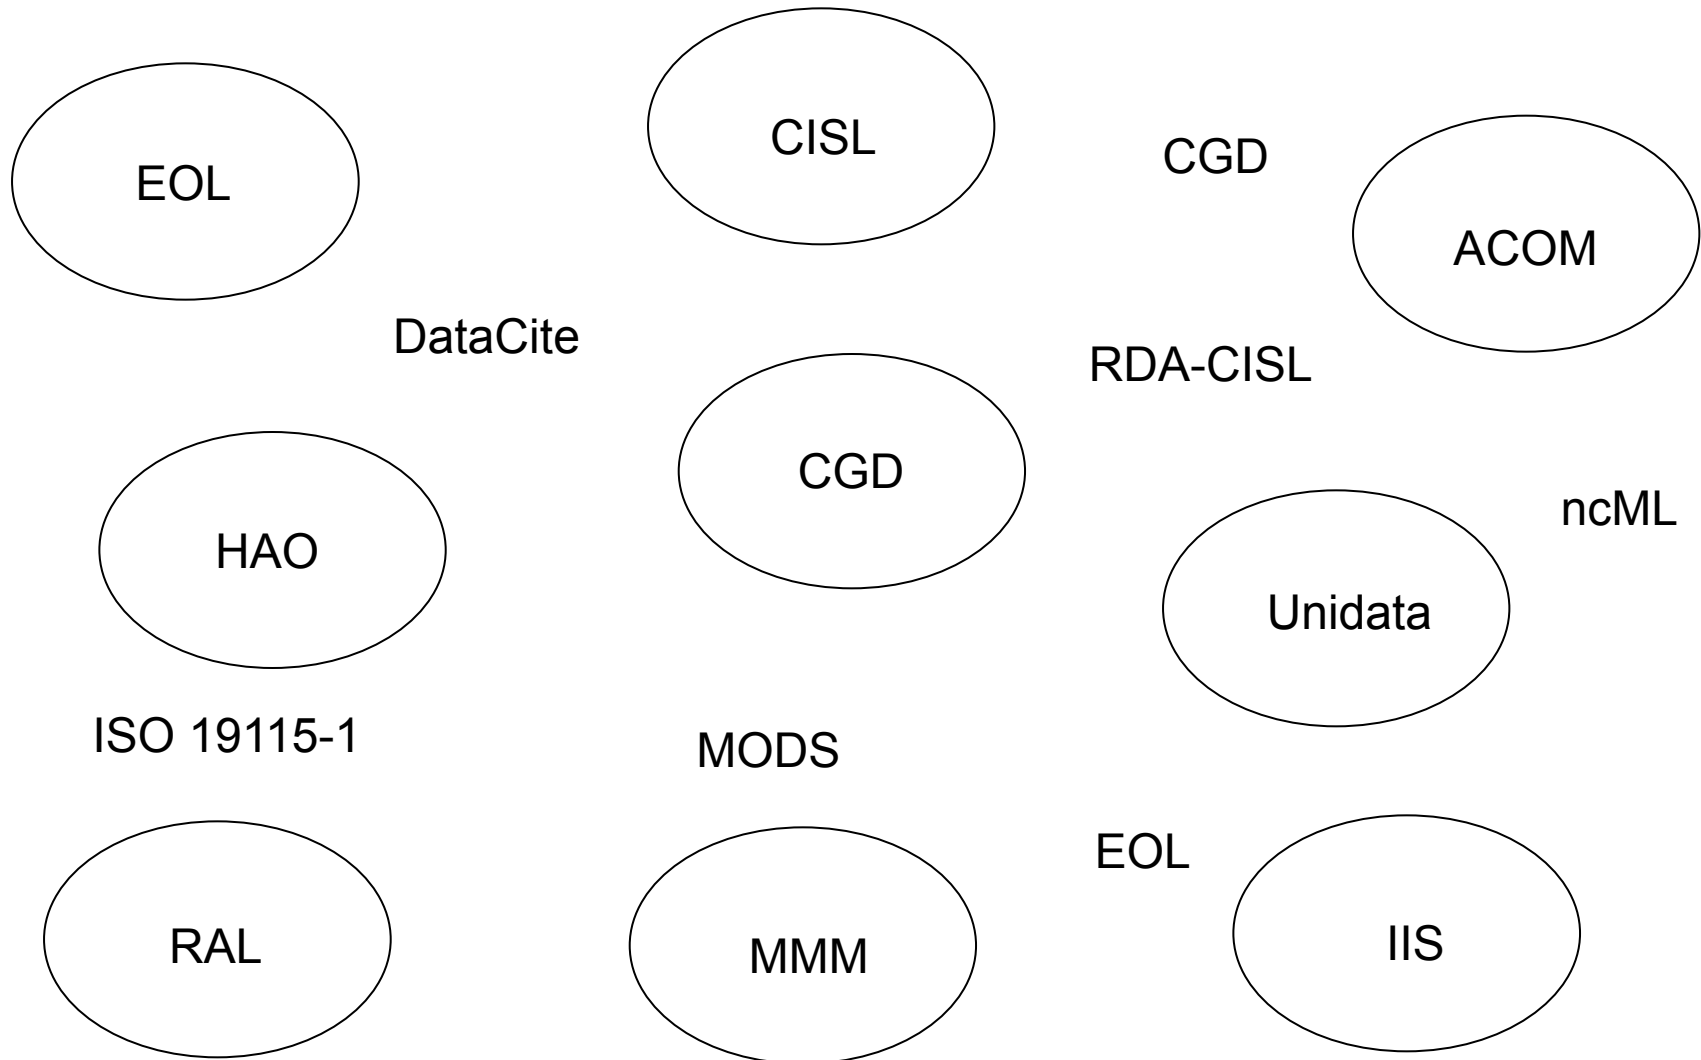 CISL
CGD
EOL
ACOM
DataCite
RDA-CISL
CGD
ncML
HAO
Unidata
ISO 19115-1
MODS
EOL
RAL
MMM
IIS